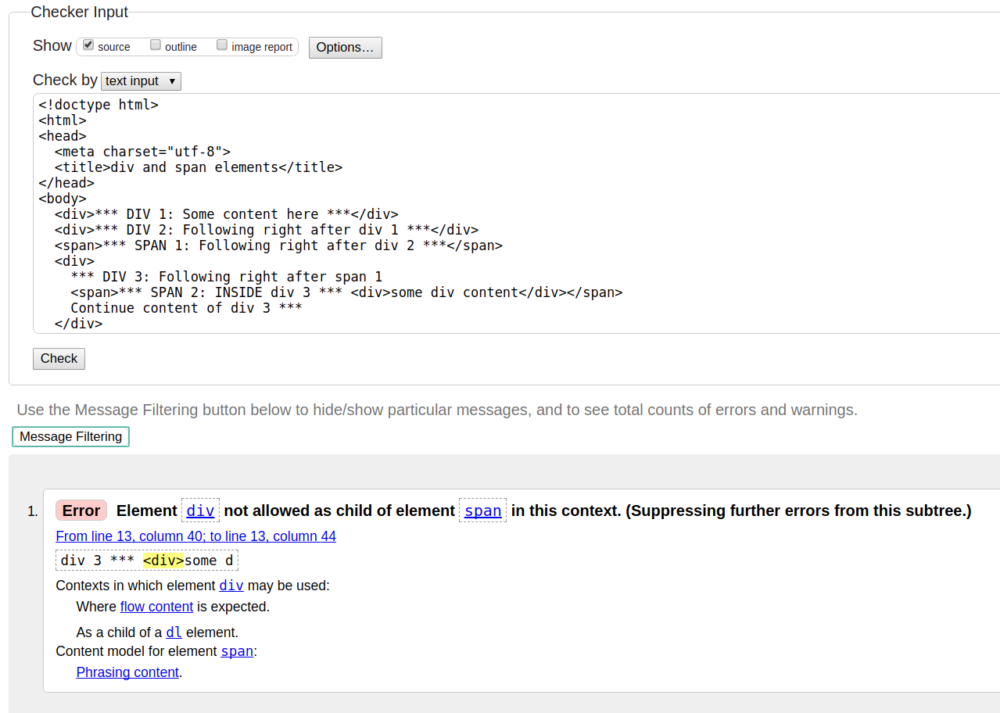 Checker Input
Show source outline image report Options…
Check by text input ▼
<!doctype html>
<html>
<head>
  <meta charset="utf-8">
  <title>div and span elements</title>
</head>
<body>
  <div>*** DIV 1: Some content here ***</div>
  <div>*** DIV 2: Following right after div 1 ***</div>
  <span>*** SPAN 1: Following right after div 2 ***</span>
  <div>
    *** DIV 3: Following right after span 1
    <span>*** SPAN 2: INSIDE div 3 *** <div>some div content</div></span>
    Continue content of div 3 ***
  </div>
Check
Use the Message Filtering button below to hide/show particular messages, and to see total counts of errors and warnings.
Message Filtering
1. Error Element div not allowed as child of element span in this context. (Suppressing further errors from this subtree.)
From line 13, column 40; to line 13, column 44
div 3 *** <div>some d
Contexts in which element div may be used:
Where flow content is expected.
As a child of a dl element.
Content model for element span:
Phrasing content.